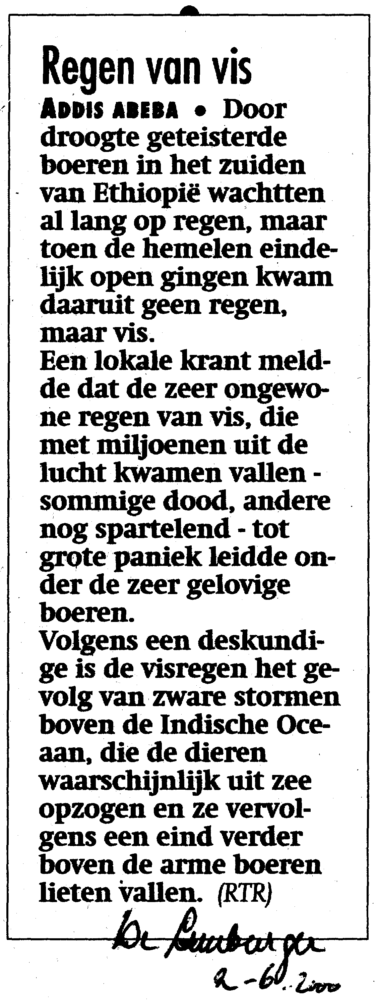 Regen van vis
ADDIS ABEBA • Door
droogte geteisterde
boeren in het zuiden
van Ethiopië wachtten
al lang op regen, maar
toen de hemelen einde-
lijk open gingen kwam
daaruit geen regen,
maar vis.
Een lokale krant meld-
de dat de zeer ongewo-
ne regen van vis, die
met miljoenen uit de
lucht kwamen vallen -
sommige dood, andere
nog spartelend - tot
grote paniek leidde on-
der de zeer gelovige
boeren.
Volgens een deskundi-
ge is de visregen het ge-
volg van zware stormen
boven de Indische Oce-
aan, die de dieren
waarschijnlijk uit zee
opzogen en ze vervol-
gens een eind verder
boven de arme boeren
lieten vallen. (RTR)
De Limburger
2-6-2000